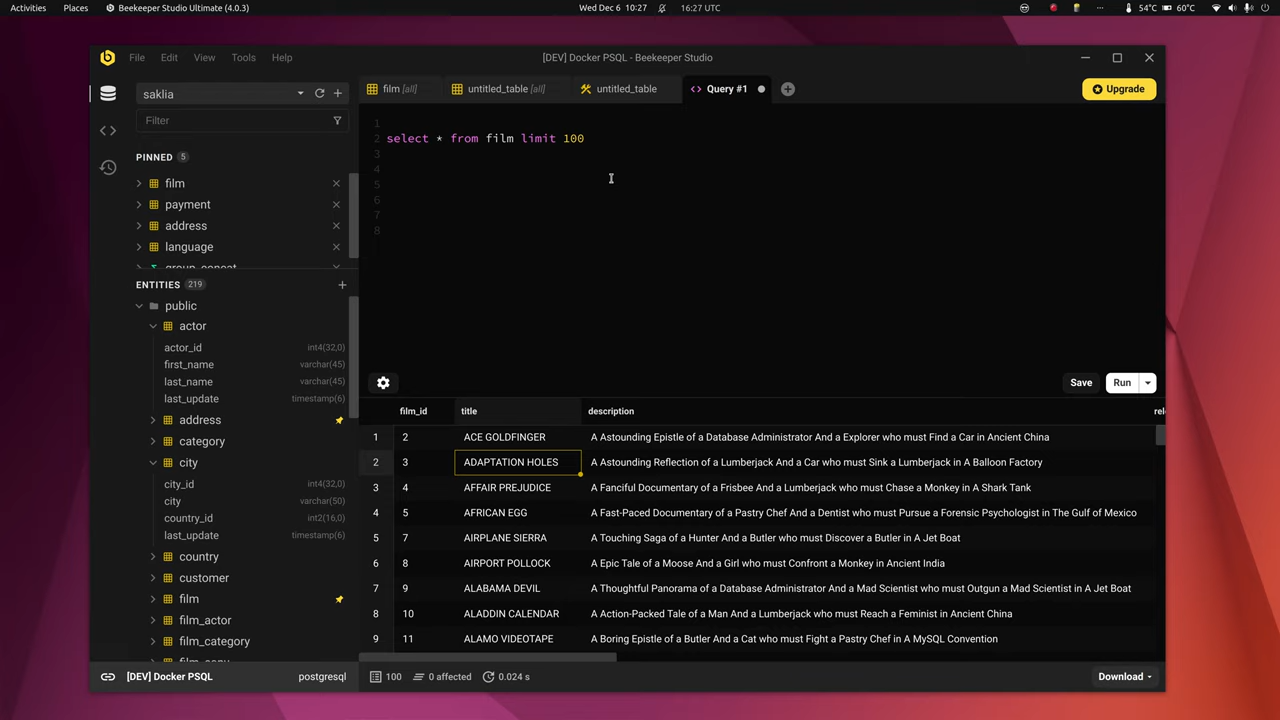 Activities Places Beekeeper Studio Ultimate (4.0.3) Wed Dec 6 10:27 16:27 UTC 54°C 60°C
File Edit View Tools Help [DEV] Docker PSQL - Beekeeper Studio
saklia film [all] untitled_table [all] untitled_table Query #1 Upgrade
Filter
1
2 select * from film limit 100
3
4
5
6
7
8
PINNED 5
film
payment
address
language
group_concat
ENTITIES 219
public
actor
actor_id int4(32,0)
first_name varchar(45)
last_name varchar(45)
last_update timestamp(6)
address
category
city
city_id int4(32,0)
city varchar(50)
country_id int2(16,0)
last_update timestamp(6)
country
customer
film
film_actor
film_category
Save Run
film_id title description
1 2 ACE GOLDFINGER A Astounding Epistle of a Database Administrator And a Explorer who must Find a Car in Ancient China
2 3 ADAPTATION HOLES A Astounding Reflection of a Lumberjack And a Car who must Sink a Lumberjack in A Balloon Factory
3 4 AFFAIR PREJUDICE A Fanciful Documentary of a Frisbee And a Lumberjack who must Chase a Monkey in A Shark Tank
4 5 AFRICAN EGG A Fast-Paced Documentary of a Pastry Chef And a Dentist who must Pursue a Forensic Psychologist in The Gulf of Mexico
5 7 AIRPLANE SIERRA A Touching Saga of a Hunter And a Butler who must Discover a Butler in A Jet Boat
6 8 AIRPORT POLLOCK A Epic Tale of a Moose And a Girl who must Confront a Monkey in Ancient India
7 9 ALABAMA DEVIL A Thoughtful Panorama of a Database Administrator And a Mad Scientist who must Outgun a Mad Scientist in A Jet Boat
8 10 ALADDIN CALENDAR A Action-Packed Tale of a Man And a Lumberjack who must Reach a Feminist in Ancient China
9 11 ALAMO VIDEOTAPE A Boring Epistle of a Butler And a Cat who must Fight a Pastry Chef in A MySQL Convention
[DEV] Docker PSQL postgresql 100 0 affected 0.024 s Download